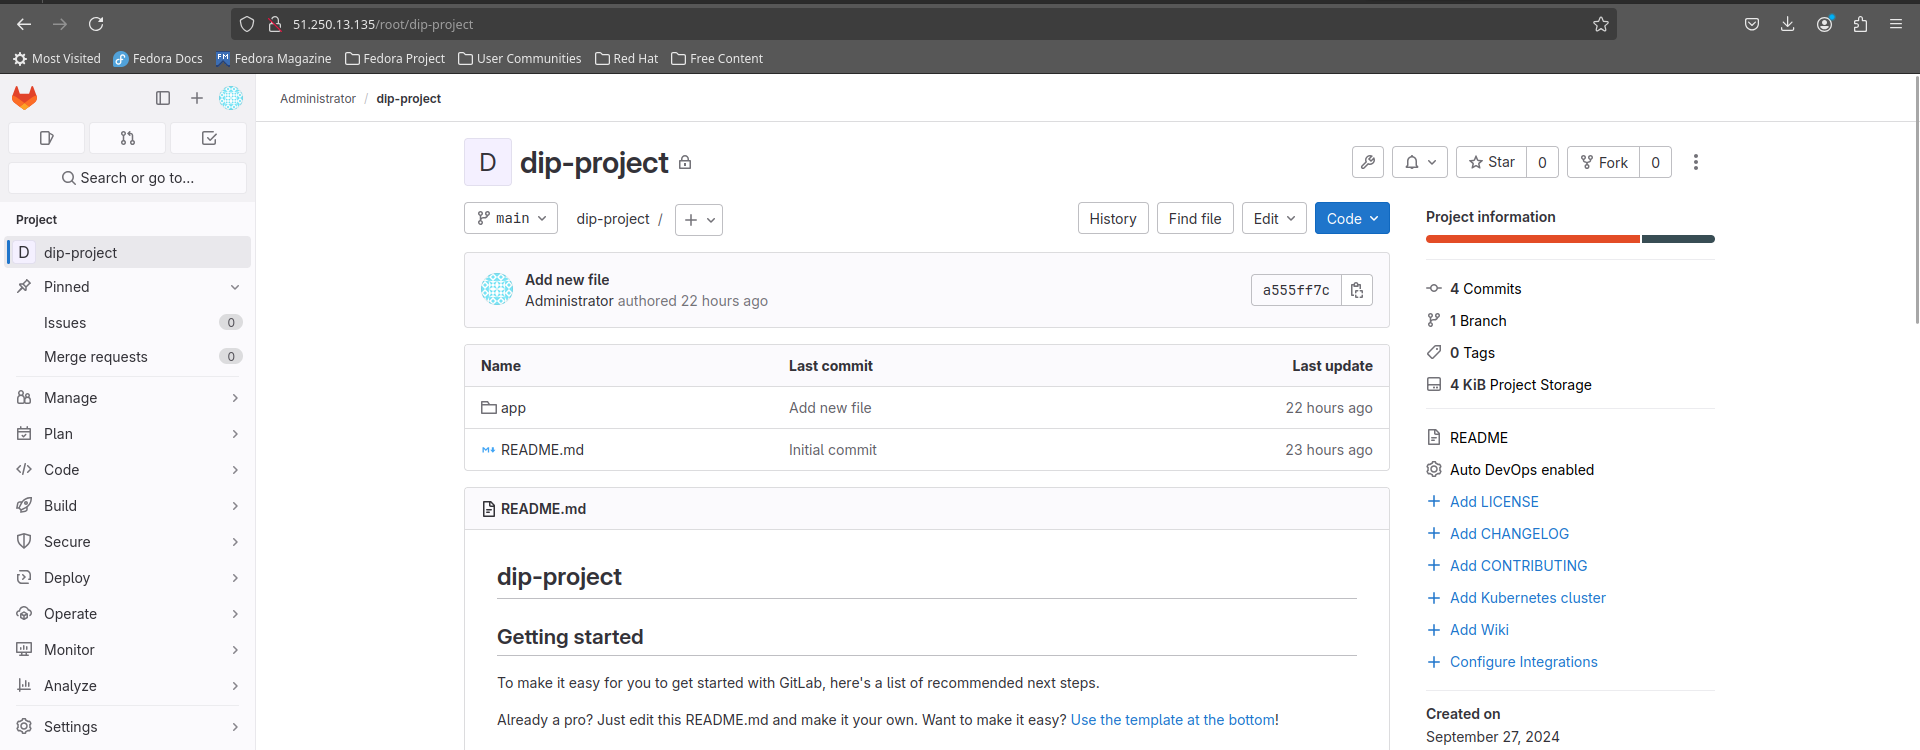 51.250.13.135/root/dip-project
Most Visited Fedora Docs Fedora Magazine Fedora Project User Communities Red Hat Free Content
Administrator / dip-project
Search or go to...
Project
D dip-project
Pinned
Issues 0
Merge requests 0
Manage
Plan
Code
Build
Secure
Deploy
Operate
Monitor
Analyze
Settings
D dip-project
Star 0 Fork 0
main dip-project / History Find file Edit Code
Add new file
Administrator authored 22 hours ago
a555ff7c
Name Last commit Last update
app Add new file 22 hours ago
README.md Initial commit 23 hours ago
README.md
dip-project
Getting started
To make it easy for you to get started with GitLab, here's a list of recommended next steps.
Already a pro? Just edit this README.md and make it your own. Want to make it easy? Use the template at the bottom!
Project information
4 Commits
1 Branch
0 Tags
4 KiB Project Storage
README
Auto DevOps enabled
Add LICENSE
Add CHANGELOG
Add CONTRIBUTING
Add Kubernetes cluster
Add Wiki
Configure Integrations
Created on
September 27, 2024